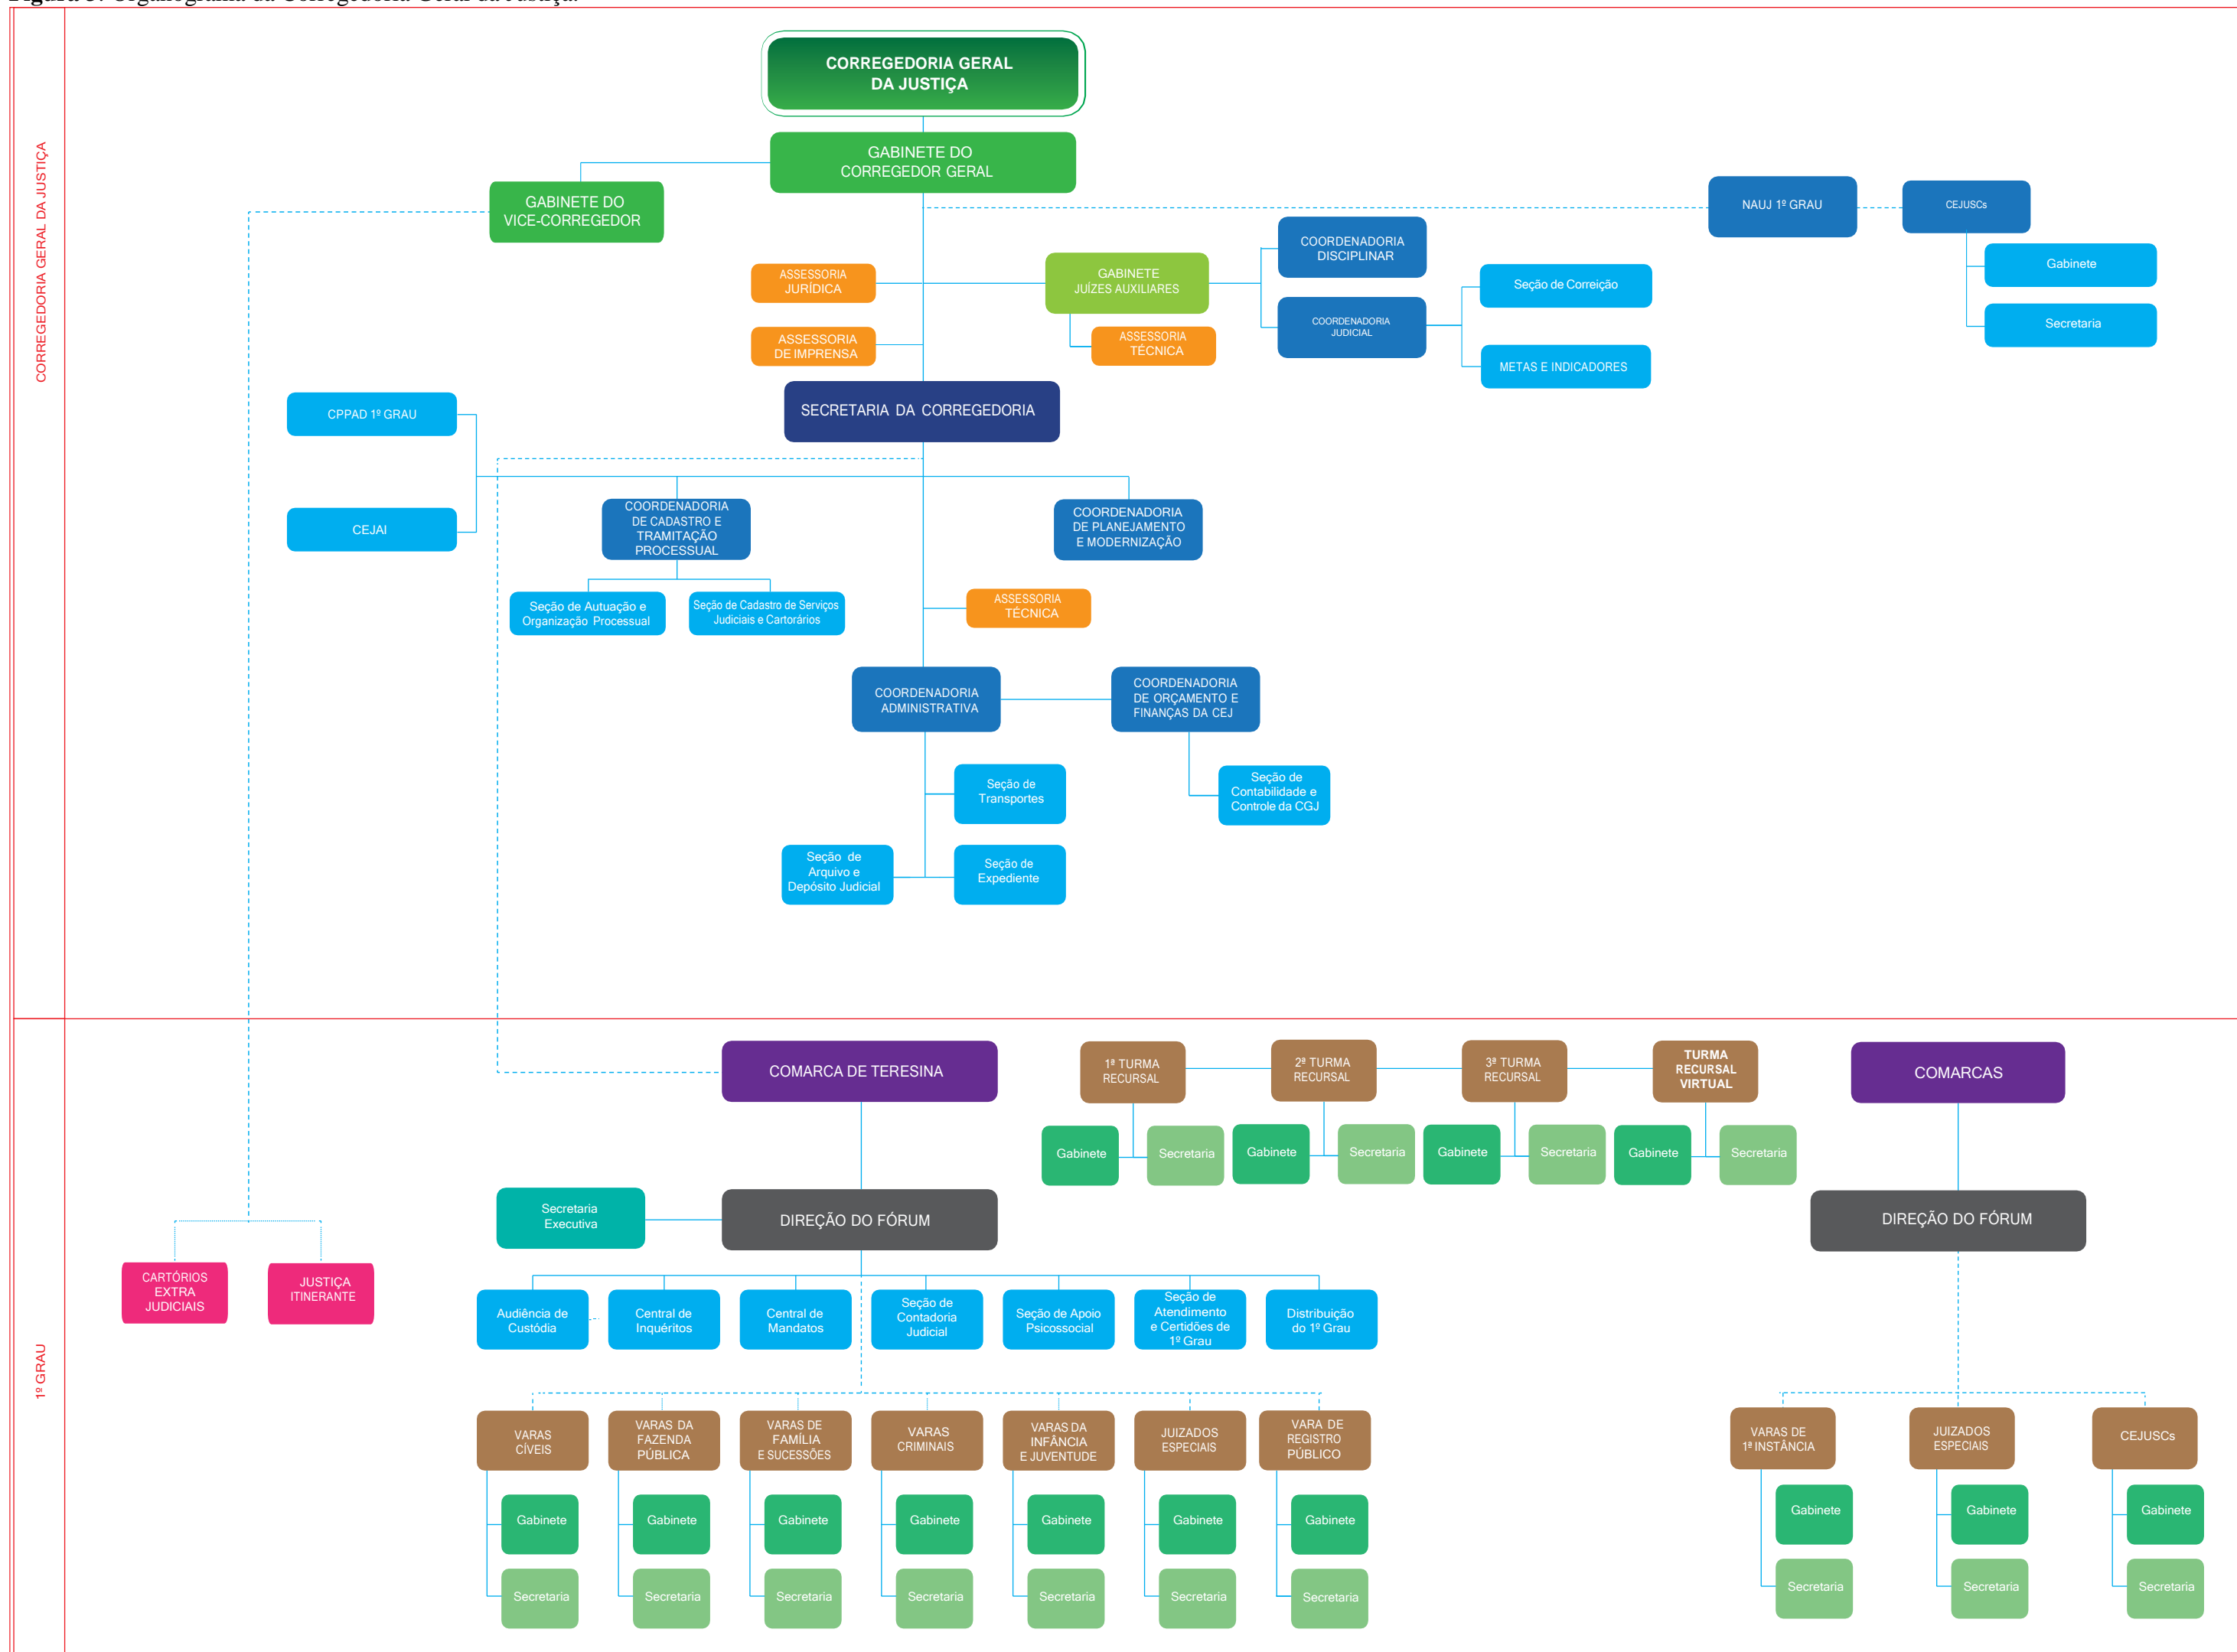 Figura 5. Organograma da Corregedoria Geral da Justiça.
CORREGEDORIA GERAL DA JUSTIÇA
CORREGEDORIA GERAL
DA JUSTIÇA
GABINETE DO
CORREGEDOR GERAL
GABINETE DO
VICE-CORREGEDOR
NAUJ 1º GRAU
CEJUSCs
Gabinete
Secretaria
COORDENADORIA
DISCIPLINAR
ASSESSORIA
JURÍDICA
GABINETE
JUÍZES AUXILIARES
Seção de Correição
COORDENADORIA
JUDICIAL
ASSESSORIA
DE IMPRENSA
ASSESSORIA
TÉCNICA
METAS E INDICADORES
SECRETARIA DA CORREGEDORIA
CPPAD 1º GRAU
CEJAI
COORDENADORIA
DE CADASTRO E
TRAMITAÇÃO
PROCESSUAL
COORDENADORIA
DE PLANEJAMENTO
E MODERNIZAÇÃO
Seção de Autuação e
Organização Processual
Seção de Cadastro de Serviços
Judiciais e Cartorários
ASSESSORIA
TÉCNICA
COORDENADORIA
ADMINISTRATIVA
COORDENADORIA
DE ORÇAMENTO E
FINANÇAS DA CEJ
Seção de
Transportes
Seção de
Contabilidade e
Controle da CGJ
Seção de
Arquivo e
Depósito Judicial
Seção de
Expediente
1º GRAU
COMARCA DE TERESINA
1ª TURMA
RECURSAL
2ª TURMA
RECURSAL
3ª TURMA
RECURSAL
TURMA
RECURSAL
VIRTUAL
COMARCAS
Gabinete
Secretaria
Gabinete
Secretaria
Gabinete
Secretaria
Gabinete
Secretaria
Secretaria
Executiva
DIREÇÃO DO FÓRUM
DIREÇÃO DO FÓRUM
CARTÓRIOS
EXTRA
JUDICIAIS
JUSTIÇA
ITINERANTE
Audiência de
Custódia
Central de
Inquéritos
Central de
Mandatos
Seção de
Contadoria
Judicial
Seção de Apoio
Psicossocial
Seção de
Atendimento
e Certidões de
1º Grau
Distribuição
do 1º Grau
VARAS
CÍVEIS
VARAS DA
FAZENDA
PÚBLICA
VARAS DE
FAMÍLIA
E SUCESSÕES
VARAS
CRIMINAIS
VARAS DA
INFÂNCIA
E JUVENTUDE
JUIZADOS
ESPECIAIS
VARA DE
REGISTRO
PÚBLICO
VARAS DE
1ª INSTÂNCIA
JUIZADOS
ESPECIAIS
CEJUSCs
Gabinete
Gabinete
Gabinete
Gabinete
Gabinete
Gabinete
Gabinete
Gabinete
Gabinete
Gabinete
Secretaria
Secretaria
Secretaria
Secretaria
Secretaria
Secretaria
Secretaria
Secretaria
Secretaria
Secretaria